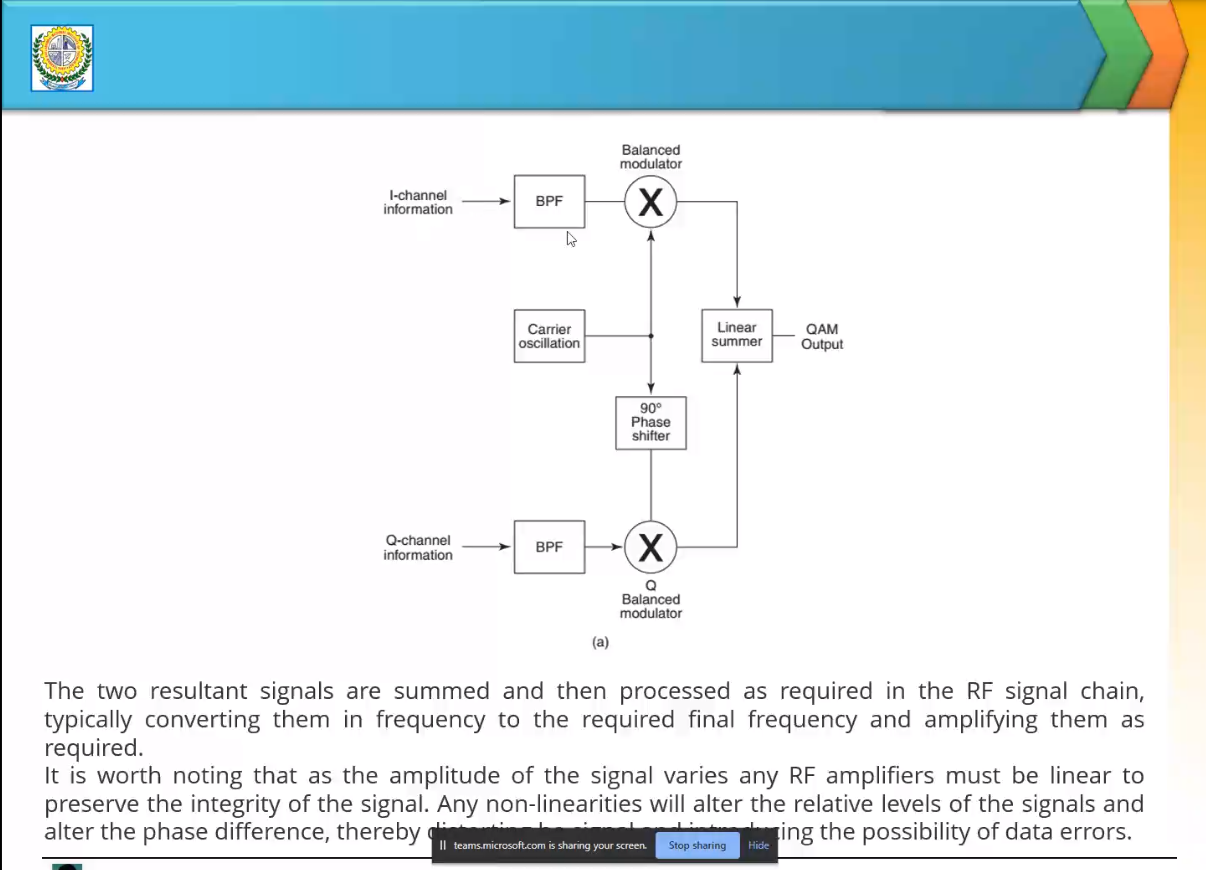 Balanced
modulator
I-channel
information
BPF
X
Carrier
oscillation
Linear
summer
QAM
Output
90°
Phase
shifter
Q-channel
information
BPF
X
Q
Balanced
modulator
(a)
The two resultant signals are summed and then processed as required in the RF signal chain,
typically converting them in frequency to the required final frequency and amplifying them as
required.
It is worth noting that as the amplitude of the signal varies any RF amplifiers must be linear to
preserve the integrity of the signal. Any non-linearities will alter the relative levels of the signals and
alter the phase difference, thereby the possibility of data errors.
teams.microsoft.com is sharing your screen. Stop sharing Hide